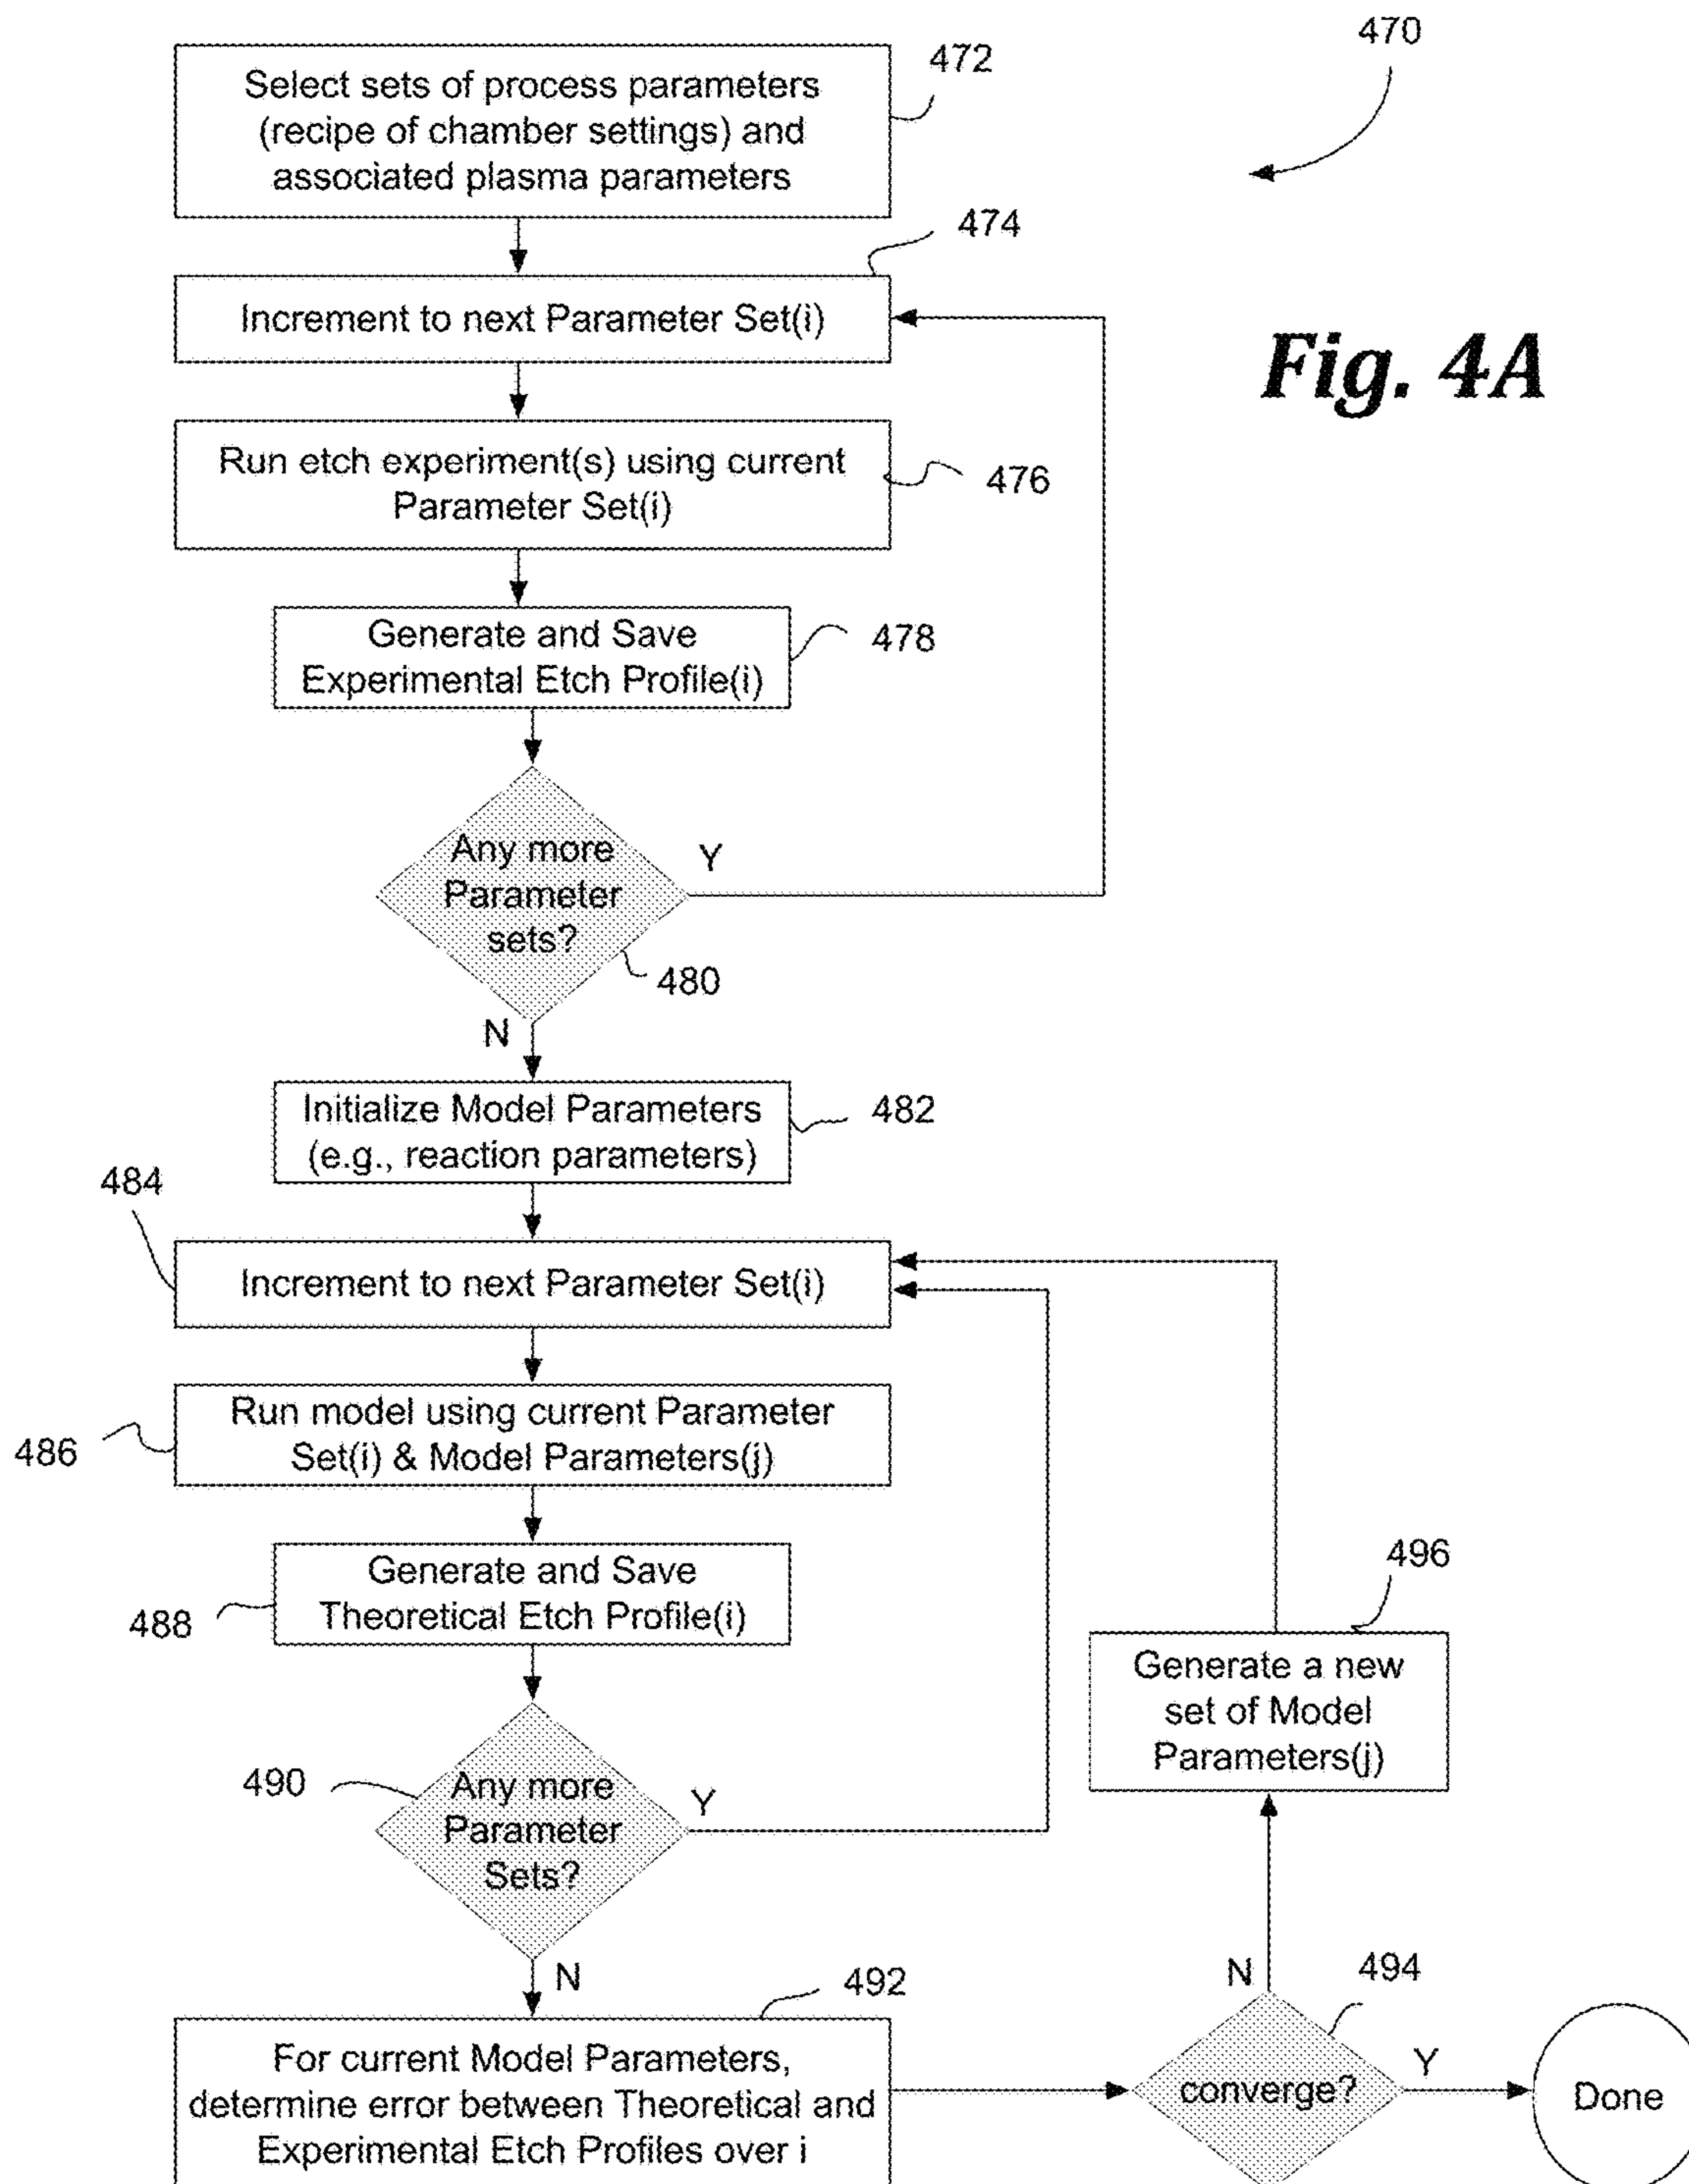 470
472
Select sets of process parameters
(recipe of chamber settings) and
associated plasma parameters
474
Increment to next Parameter Set(i)
Fig. 4A
Run etch experiment(s) using current
Parameter Set(i)
476
Generate and Save
Experimental Etch Profile(i)
478
Any more
Parameter
sets?
Y
480
N
Initialize Model Parameters
(e.g., reaction parameters)
482
484
Increment to next Parameter Set(i)
Run model using current Parameter
Set(i) & Model Parameters(j)
486
Generate and Save
Theoretical Etch Profile(i)
488
496
Generate a new
set of Model
Parameters(j)
490
Any more
Parameter
Sets?
Y
N
492
For current Model Parameters,
determine error between Theoretical and
Experimental Etch Profiles over i
N
494
converge?
Y
Done